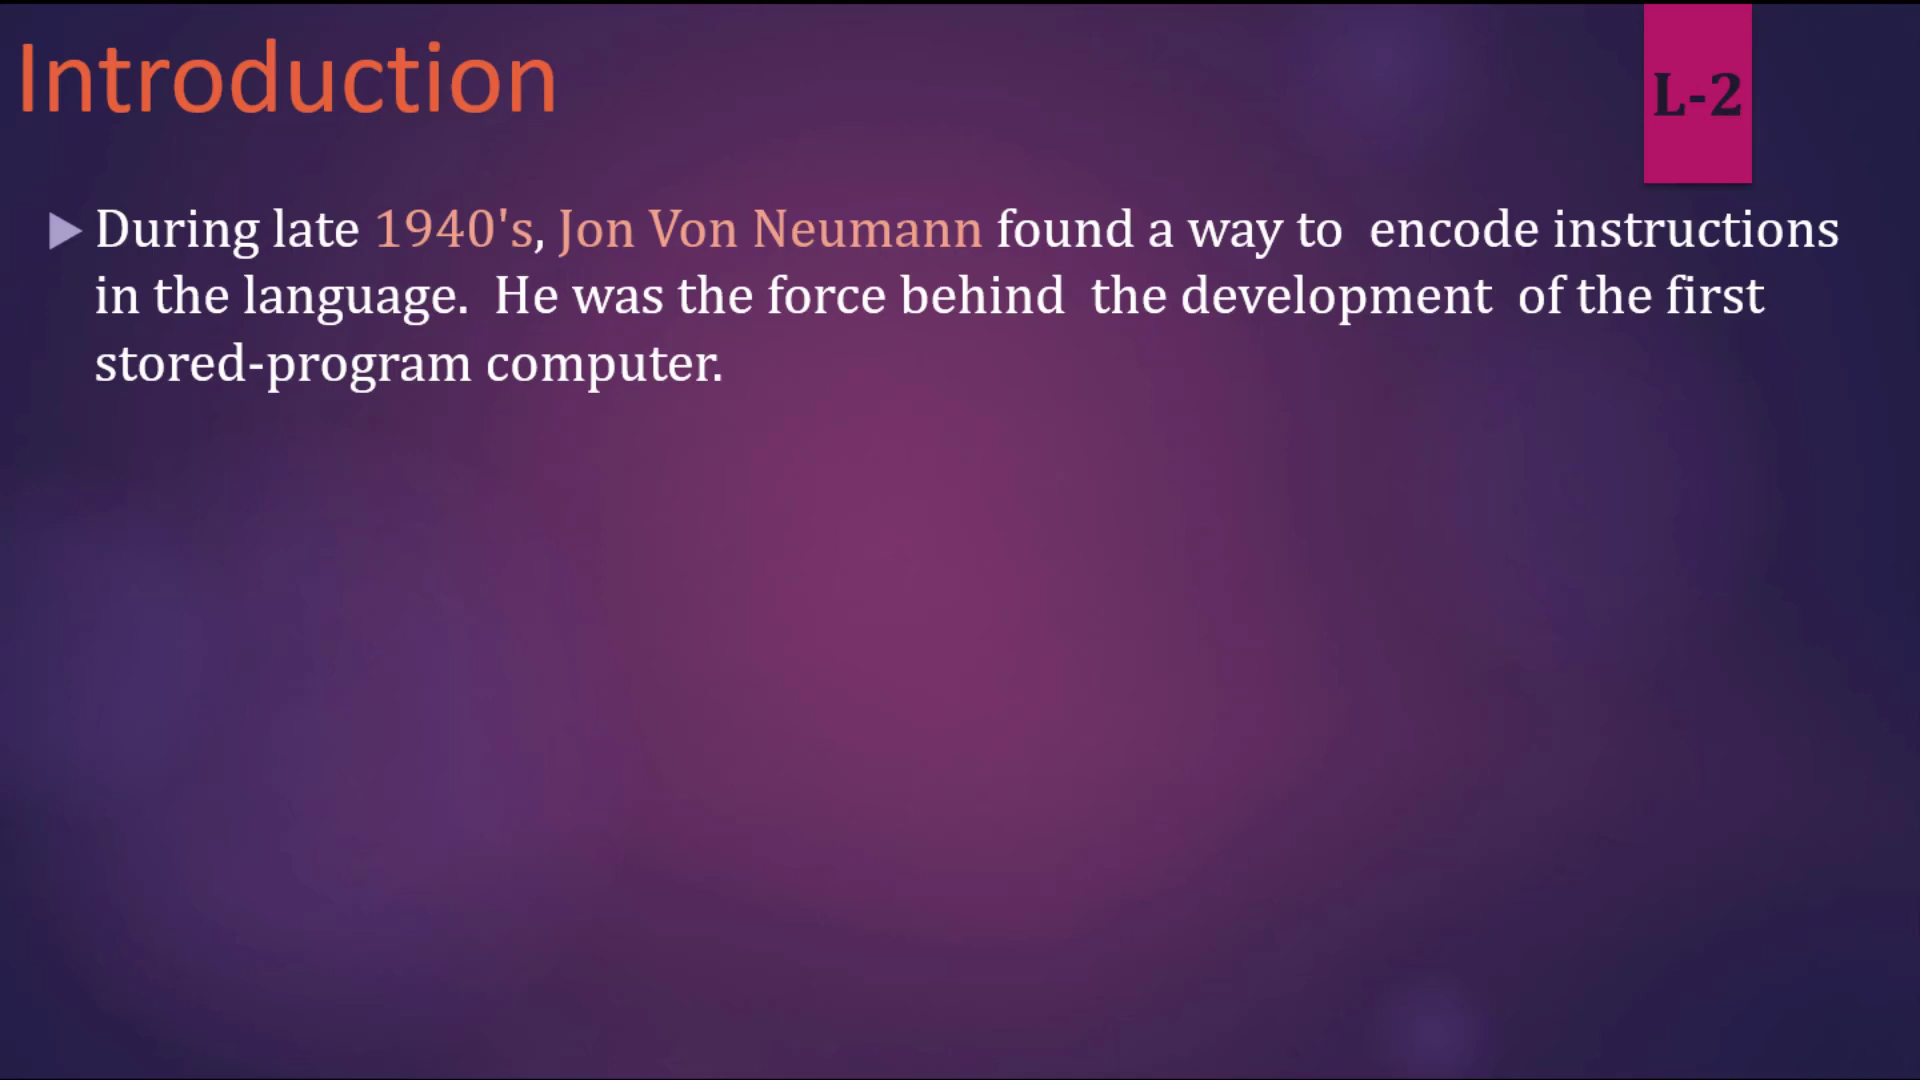 Introduction
L-2
During late 1940's, Jon Von Neumann found a way to encode instructions
in the language. He was the force behind the development of the first
stored-program computer.